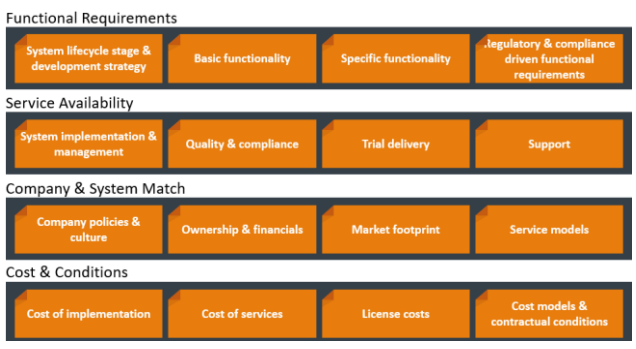 Functional Requirements
System lifecycle stage &
development strategy
Basic functionality
Specific functionality
Regulatory & compliance
driven functional
requirements
Service Availability
System implementation &
management
Quality & compliance
Trial delivery
Support
Company & System Match
Company policies &
culture
Ownership & financials
Market footprint
Service models
Cost & Conditions
Cost of implementation
Cost of services
License costs
Cost models &
contractual conditions